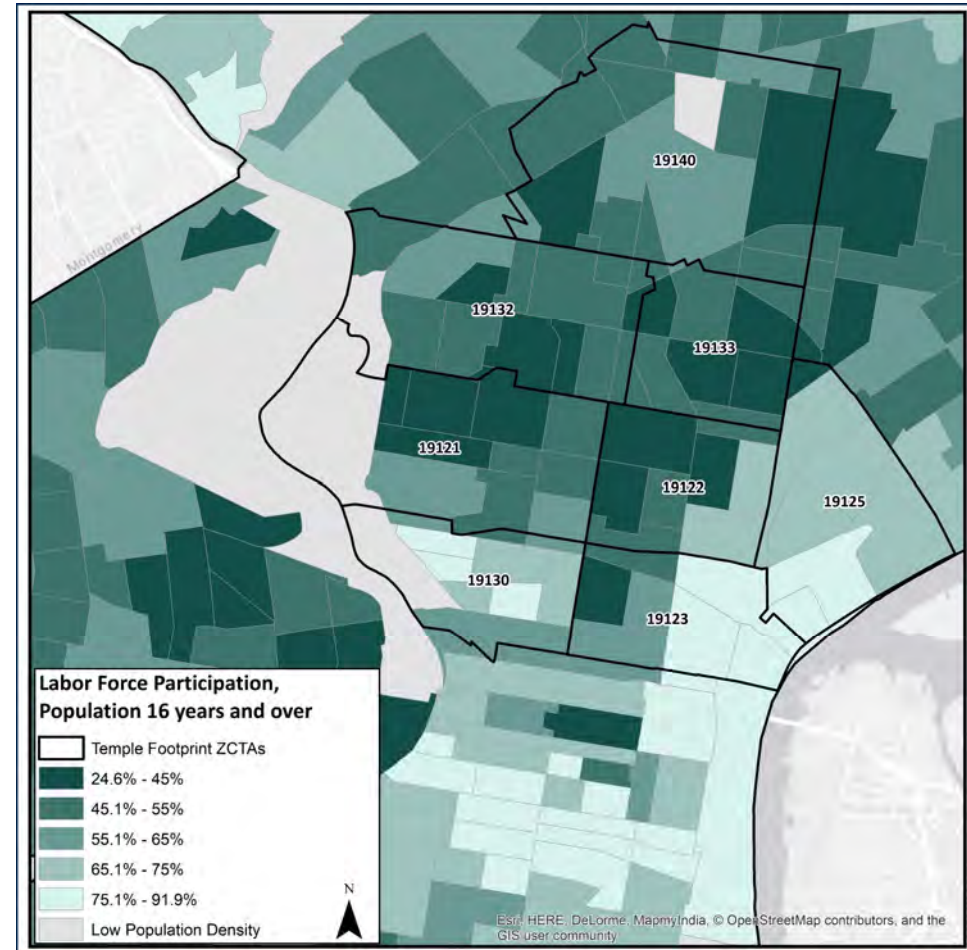 19140
Montgomery
19132
19133
19121
19122
19125
19130
19123
Labor Force Participation,
Population 16 years and over
Temple Footprint ZCTAs
24.6% - 45%
45.1% - 55%
55.1% - 65%
65.1% - 75%
75.1% - 91.9%
Low Population Density
N
Esri, HERE, DeLorme, MapmyIndia, © OpenStreetMap contributors, and the
GIS user community